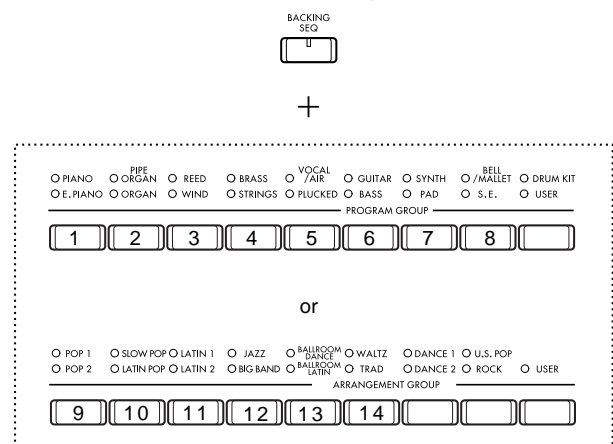 BACKING
SEQ
+
PIANO PIPE ORGAN REED BRASS VOCAL /AIR GUITAR SYNTH BELL /MALLET DRUM KIT
E.PIANO ORGAN WIND STRINGS PLUCKED BASS PAD S.E. USER
PROGRAM GROUP
1 2 3 4 5 6 7 8
or
POP 1 SLOW POP LATIN 1 JAZZ BALLROOM DANCE WALTZ DANCE 1 U.S. POP
POP 2 LATIN POP LATIN 2 BIG BAND BALLROOM LATIN TRAD DANCE 2 ROCK USER
ARRANGEMENT GROUP
9 10 11 12 13 14